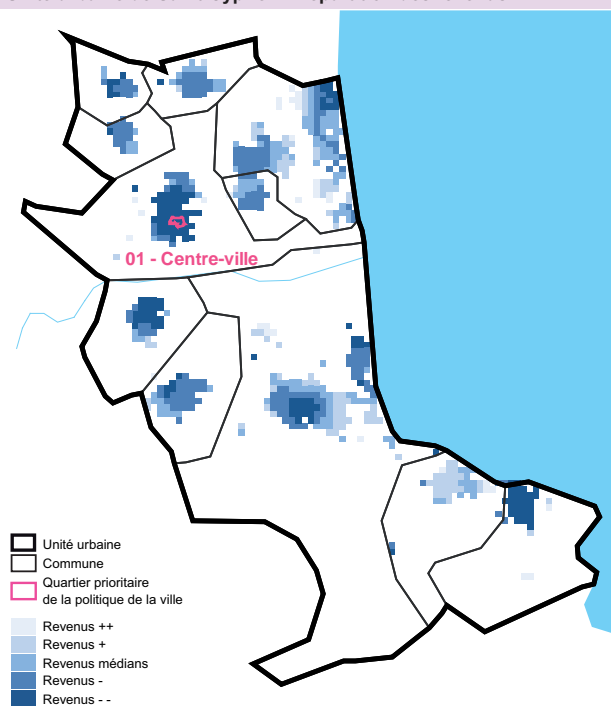 01 - Centre-ville
Unité urbaine
Commune
Quartier prioritaire
de la politique de la ville
Revenus ++
Revenus +
Revenus médians
Revenus -
Revenus - -